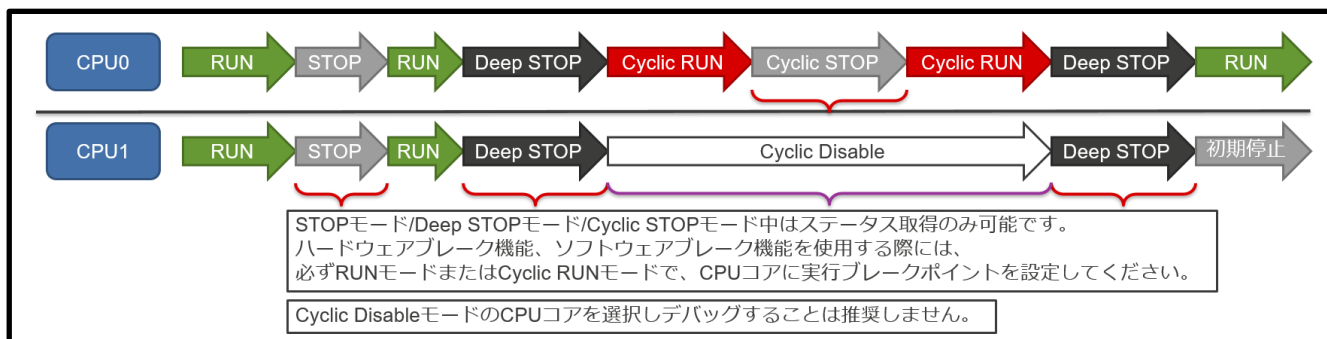 CPU0 RUN STOP RUN Deep STOP Cyclic RUN Cyclic STOP Cyclic RUN Deep STOP RUN
CPU1 RUN STOP RUN Deep STOP Cyclic Disable Deep STOP 初期停止
STOPモード/Deep STOPモード/Cyclic STOPモード中はステータス取得のみ可能です。
ハードウェアブレーク機能、ソフトウェアブレーク機能を使用する際には、
必ずRUNモードまたはCyclic RUNモードで、CPUコアに実行ブレークポイントを設定してください。
Cyclic DisableモードのCPUコアを選択しデバッグすることは推奨しません。